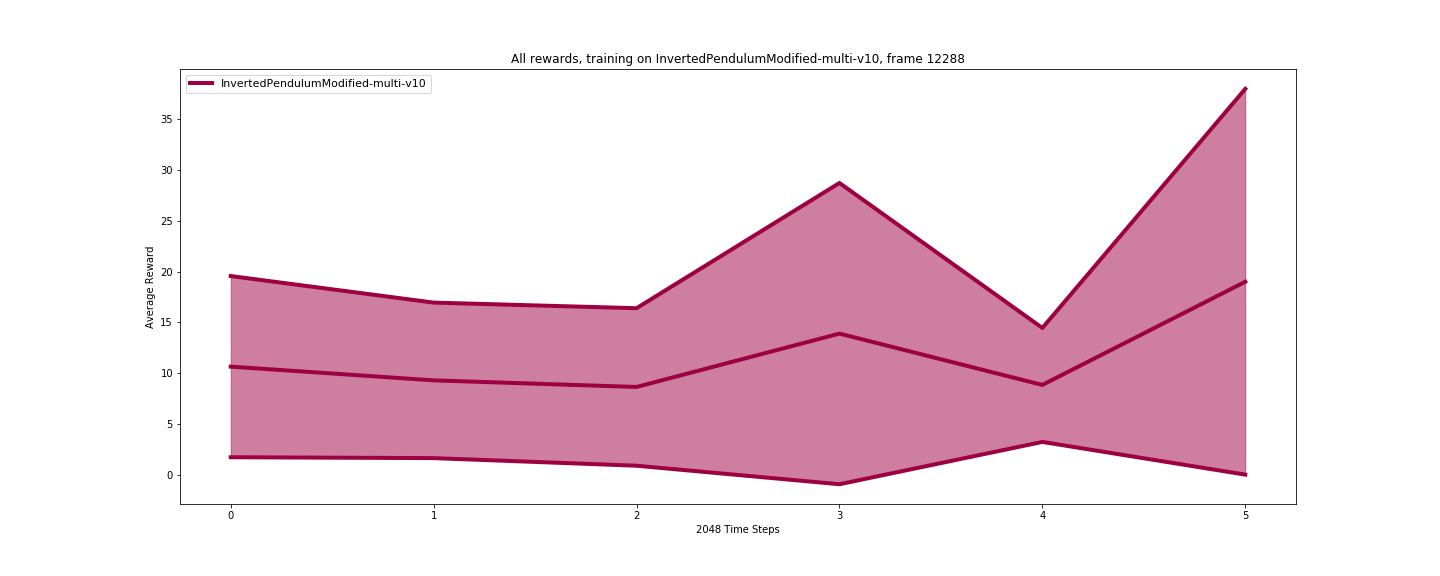 All rewards, training on InvertedPendulumModified-multi-v10, frame 12288
InvertedPendulumModified-multi-v10
Average Reward
35
30
25
20
15
10
5
0
0 1 2 3 4 5
2048 Time Steps